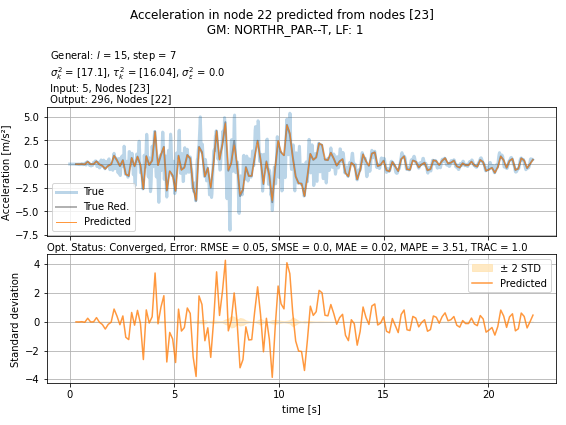 Acceleration in node 22 predicted from nodes [23]
GM: NORTHR_PAR--T, LF: 1
General: l = 15, step = 7
σ²ₖ = [17.1], τ²ₖ = [16.04], σ²ε = 0.0
Input: 5, Nodes [23]
Output: 296, Nodes [22]
Acceleration [m/s²]
5.0
2.5
0.0
−2.5
−5.0
−7.5
True
True Red.
Predicted
Opt. Status: Converged, Error: RMSE = 0.05, SMSE = 0.0, MAE = 0.02, MAPE = 3.51, TRAC = 1.0
Standard deviation
4
2
0
−2
−4
± 2 STD
Predicted
0
5
10
15
20
time [s]